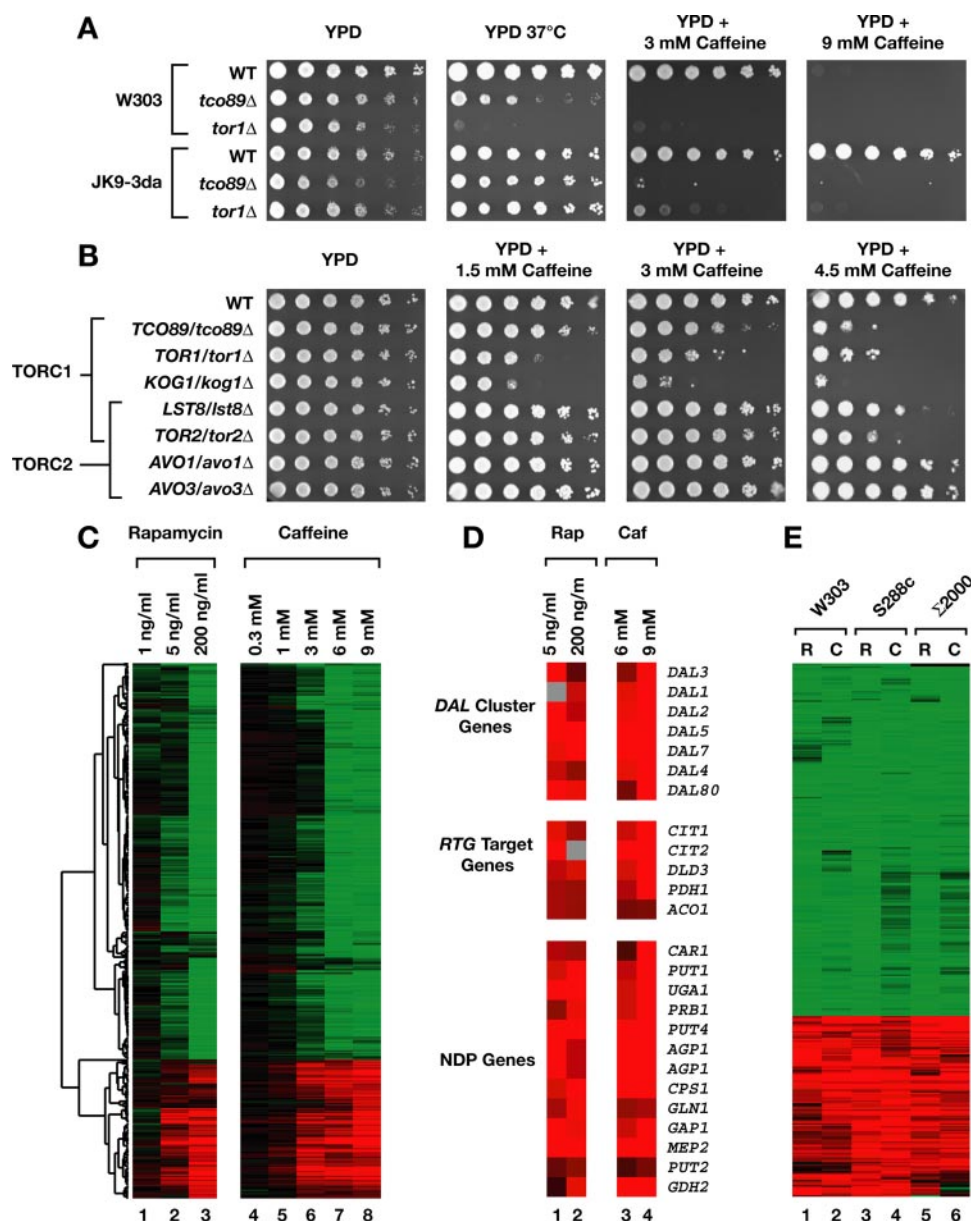 A
YPD
YPD 37°C
YPD +
3 mM Caffeine
YPD +
9 mM Caffeine
W303
WT
tco89Δ
tor1Δ
JK9-3da
WT
tco89Δ
tor1Δ
B
YPD
YPD +
1.5 mM Caffeine
YPD +
3 mM Caffeine
YPD +
4.5 mM Caffeine
TORC1
TORC2
WT
TCO89/tco89Δ
TOR1/tor1Δ
KOG1/kog1Δ
LST8/lst8Δ
TOR2/tor2Δ
AVO1/avo1Δ
AVO3/avo3Δ
C
Rapamycin
Caffeine
1 ng/ml
5 ng/ml
200 ng/ml
0.3 mM
1 mM
3 mM
6 mM
9 mM
1 2 3 4 5 6 7 8
D
Rap
Caf
5 ng/ml
200 ng/m
6 mM
9 mM
DAL Cluster
Genes
DAL3
DAL1
DAL2
DAL5
DAL7
DAL4
DAL80
RTG Target
Genes
CIT1
CIT2
DLD3
PDH1
ACO1
NDP Genes
CAR1
PUT1
UGA1
PRB1
PUT4
AGP1
AGP1
CPS1
GLN1
GAP1
MEP2
PUT2
GDH2
1 2 3 4
E
W303
S288c
Σ2000
R C R C R C
1 2 3 4 5 6